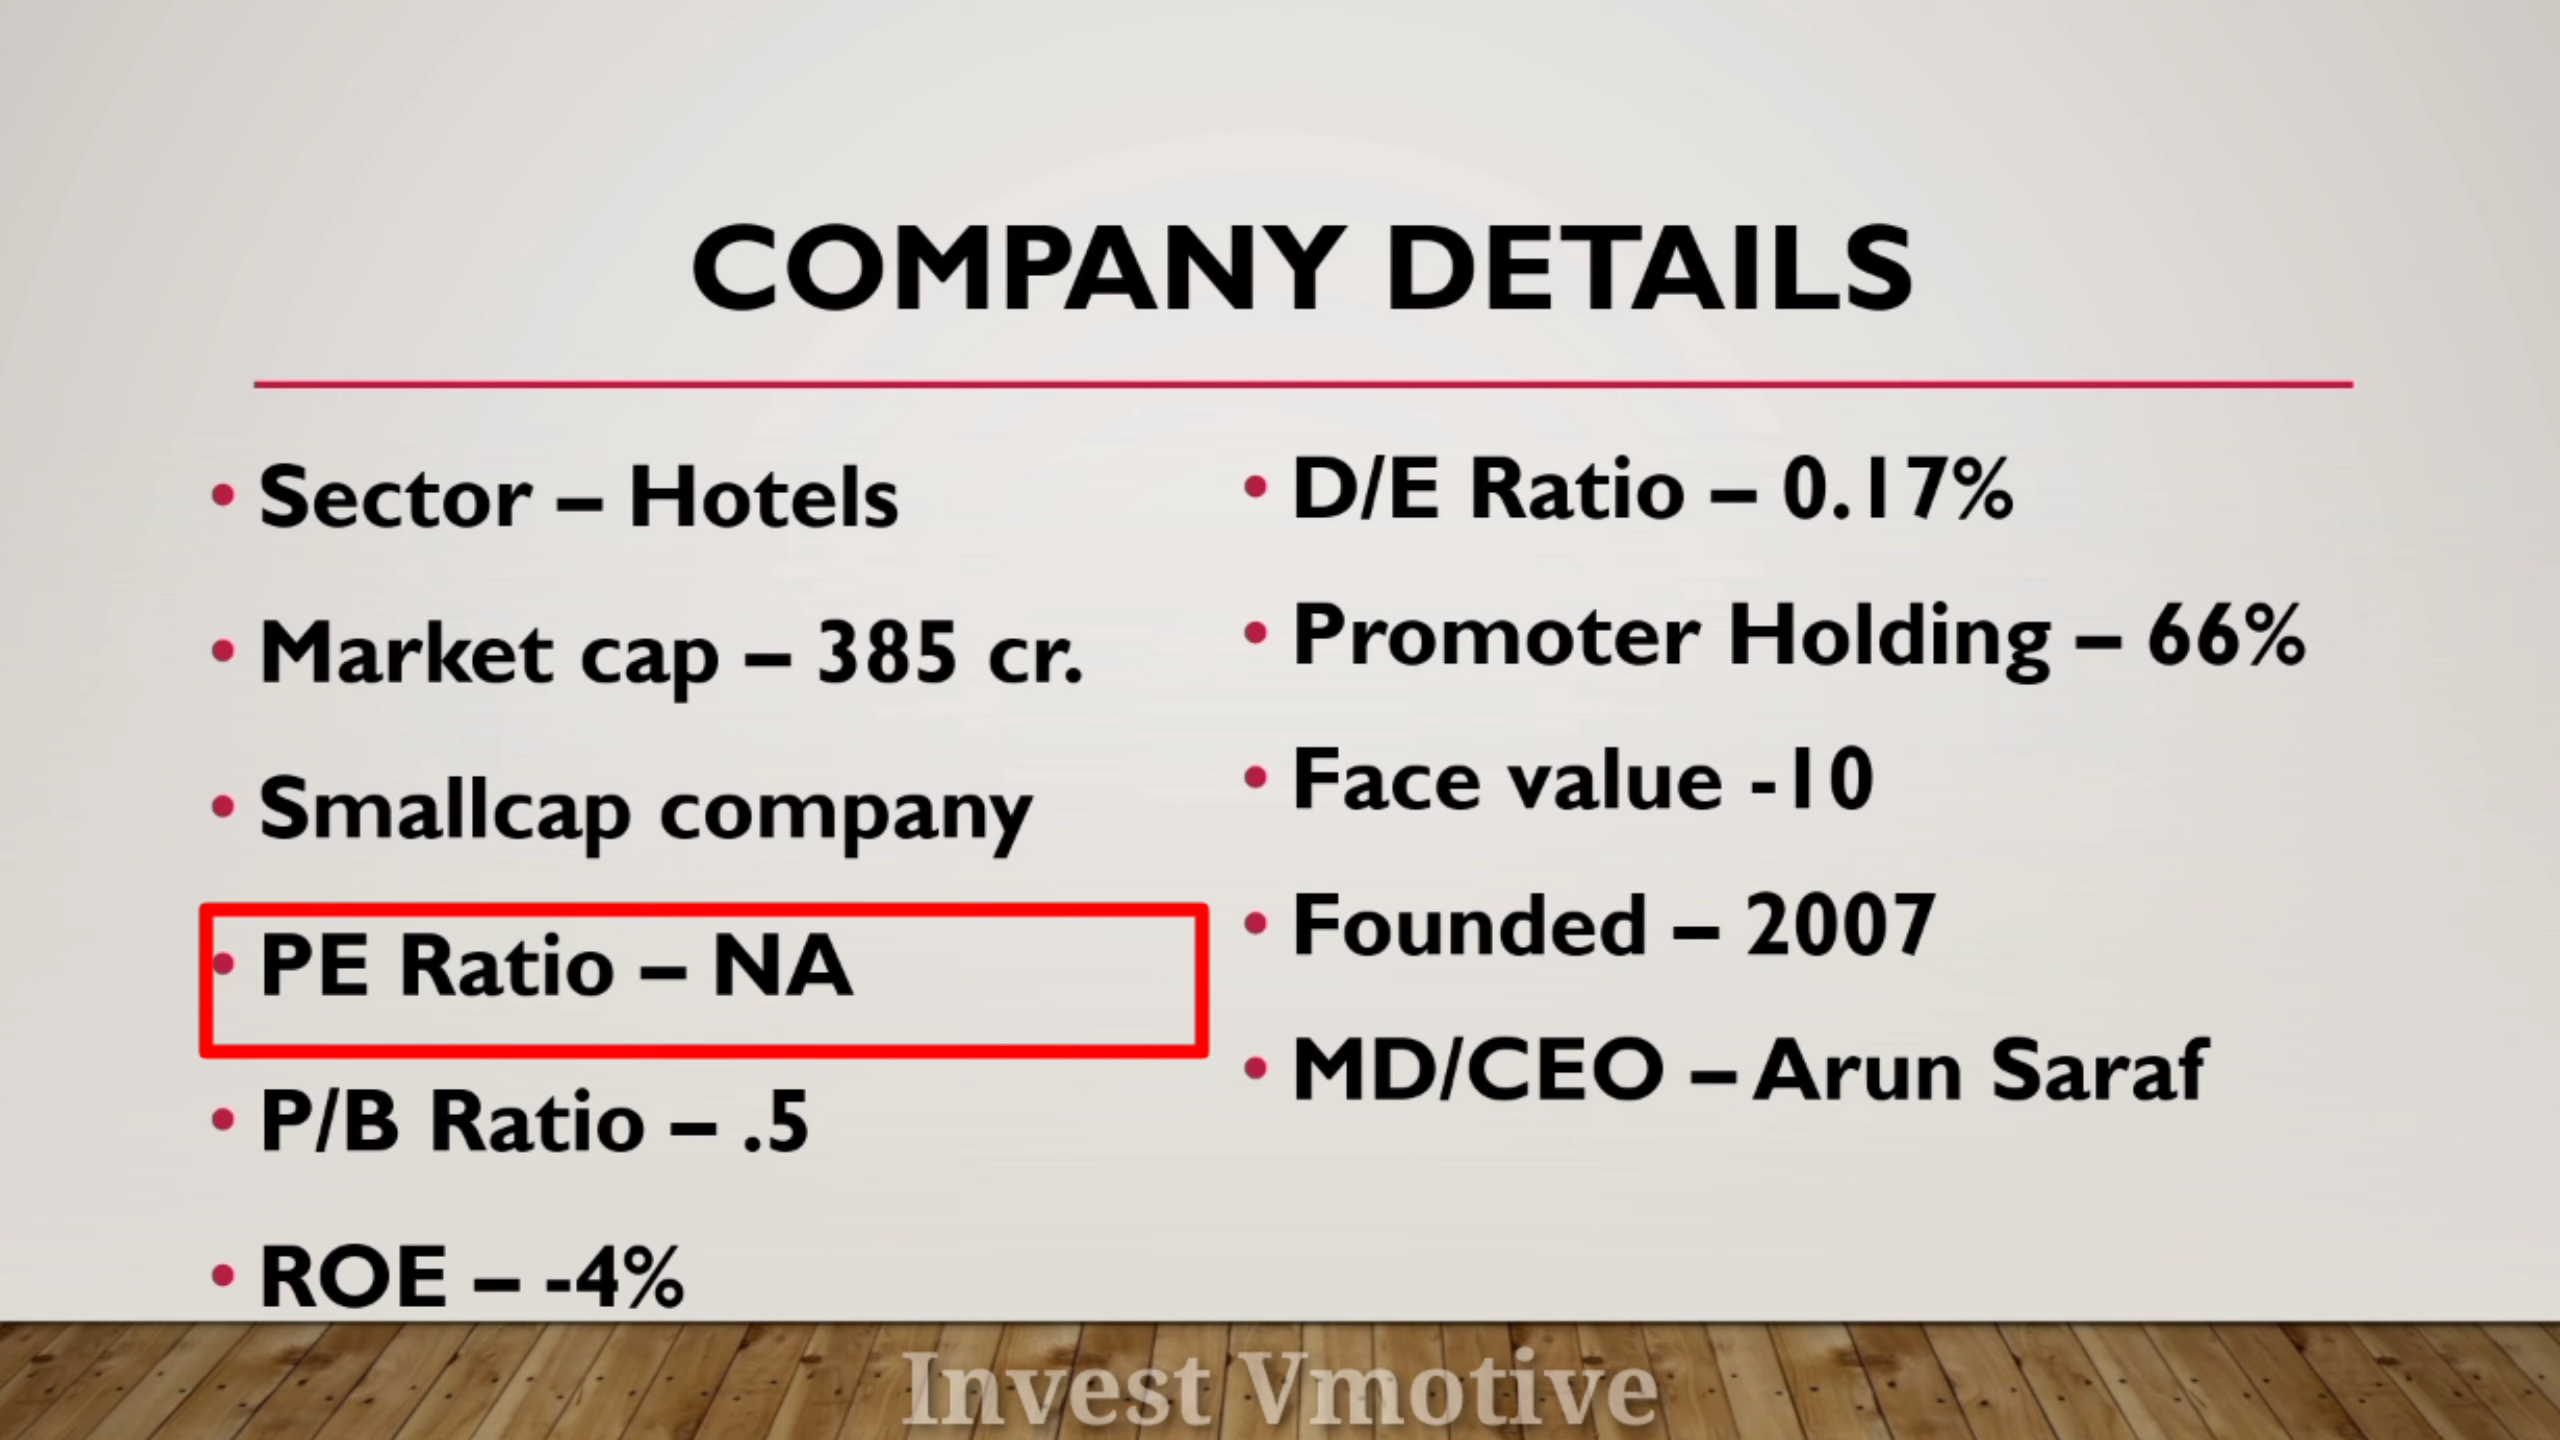 COMPANY DETAILS
• Sector – Hotels
• Market cap – 385 cr.
• Smallcap company
• PE Ratio – NA
• P/B Ratio – .5
• ROE – -4%
• D/E Ratio – 0.17%
• Promoter Holding – 66%
• Face value -10
• Founded – 2007
• MD/CEO – Arun Saraf
Invest Vmotive